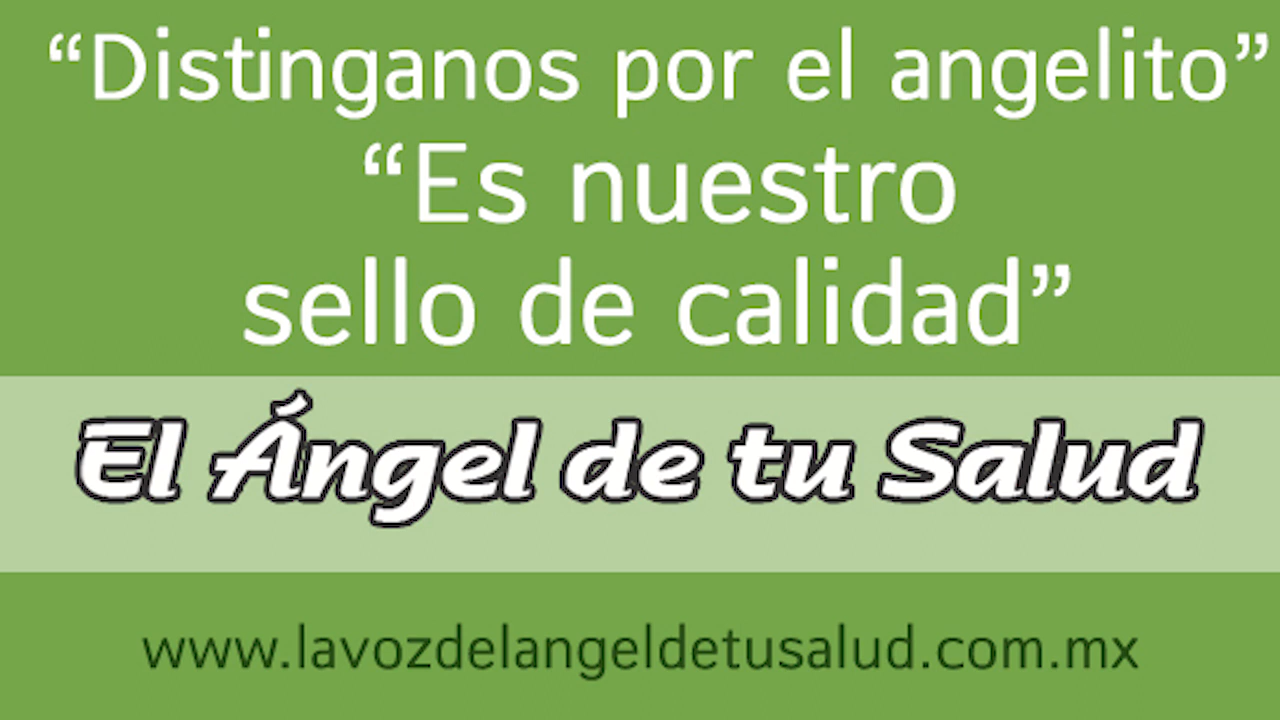 “Distinganos por el angelito”
“Es nuestro
sello de calidad”
El Ángel de tu Salud
www.lavozdelangeldetusalud.com.mx